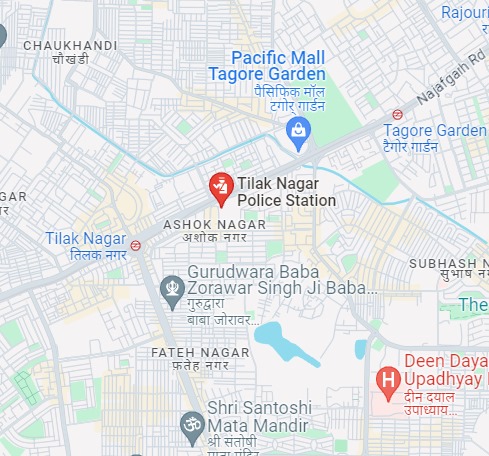 Rajouri
CHAUKHANDI
चौखंडी
Pacific Mall
Tagore Garden
पैसिफ़िक मॉल
टगोर गार्डन
Najafgarh Rd
Tagore Garden
टैगोर गार्डन
Tilak Nagar
Police Station
GAR
ASHOK NAGAR
अशोक नगर
Tilak Nagar
तिलक नगर
SUBHASH N
सुभाष नग
Gurudwara Baba
Zorawar Singh Ji Baba...
गुरुद्वारा
बाबा जोरावर...
The
FATEH NAGAR
फ़तेह नगर
Deen Daya
Upadhyay
दीन दयाल
उपाध्याय...
H
Shri Santoshi
Mata Mandir
श्री संतोषी
माता मंदिर